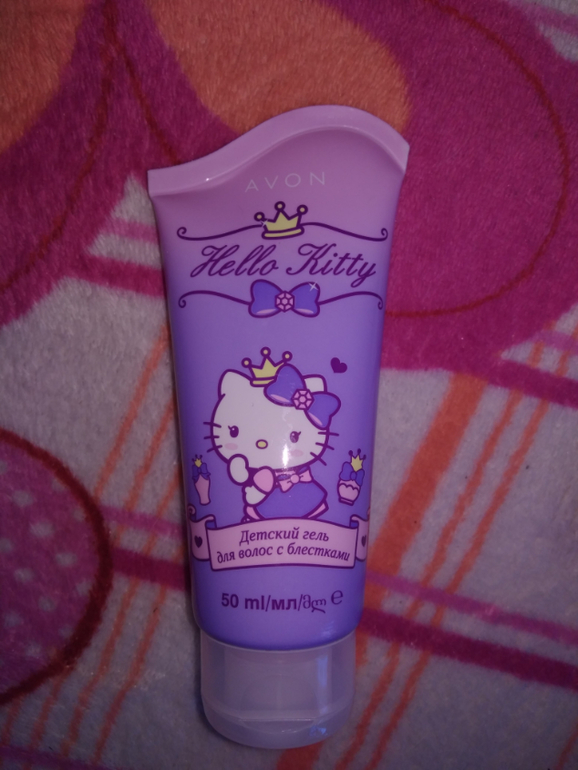 AVON
Hello Kitty
Детский гель
для волос с блестками
50 ml/мл/მლ e